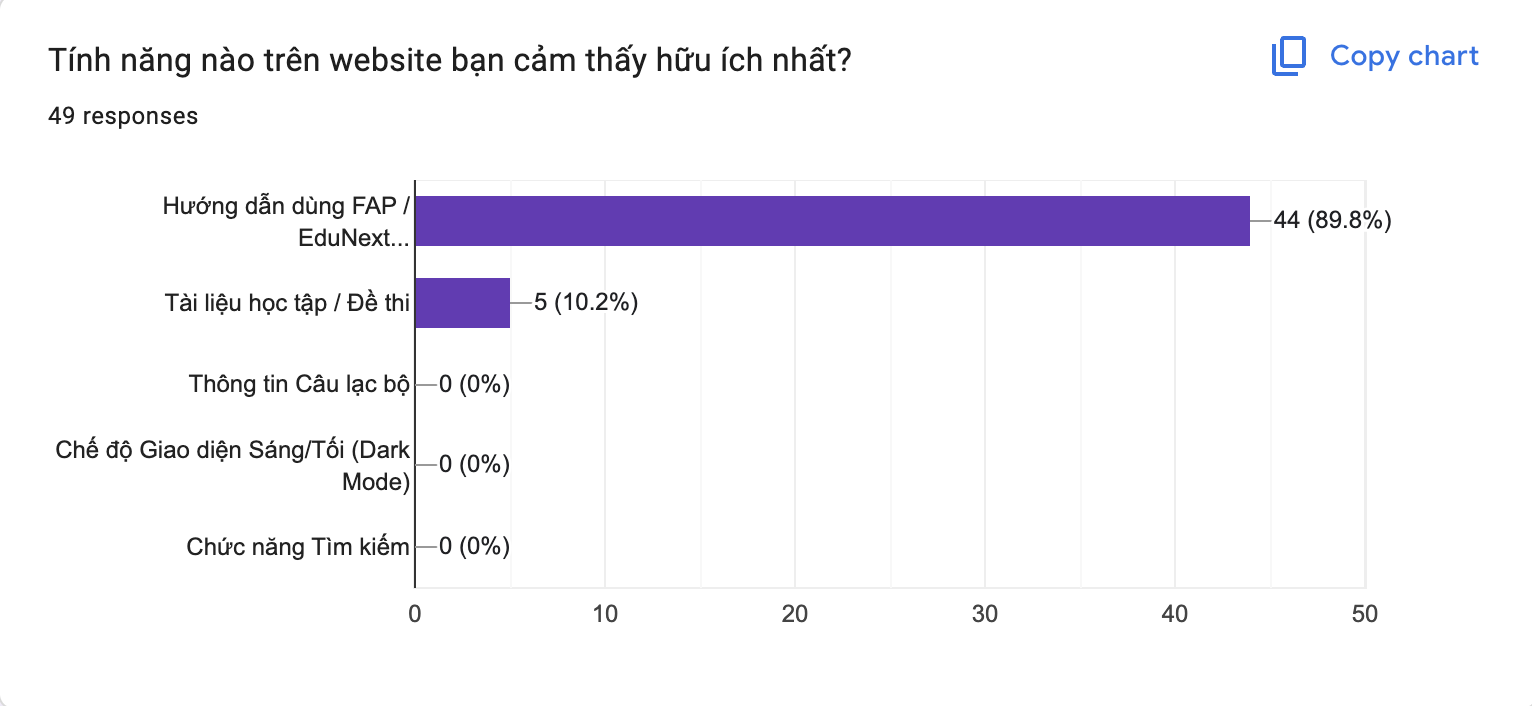 Tính năng nào trên website bạn cảm thấy hữu ích nhất?
Copy chart
49 responses
Hướng dẫn dùng FAP /
EduNext...
44 (89.8%)
Tài liệu học tập / Đề thi
5 (10.2%)
Thông tin Câu lạc bộ
0 (0%)
Chế độ Giao diện Sáng/Tối (Dark
Mode)
0 (0%)
Chức năng Tìm kiếm
0 (0%)
0 10 20 30 40 50